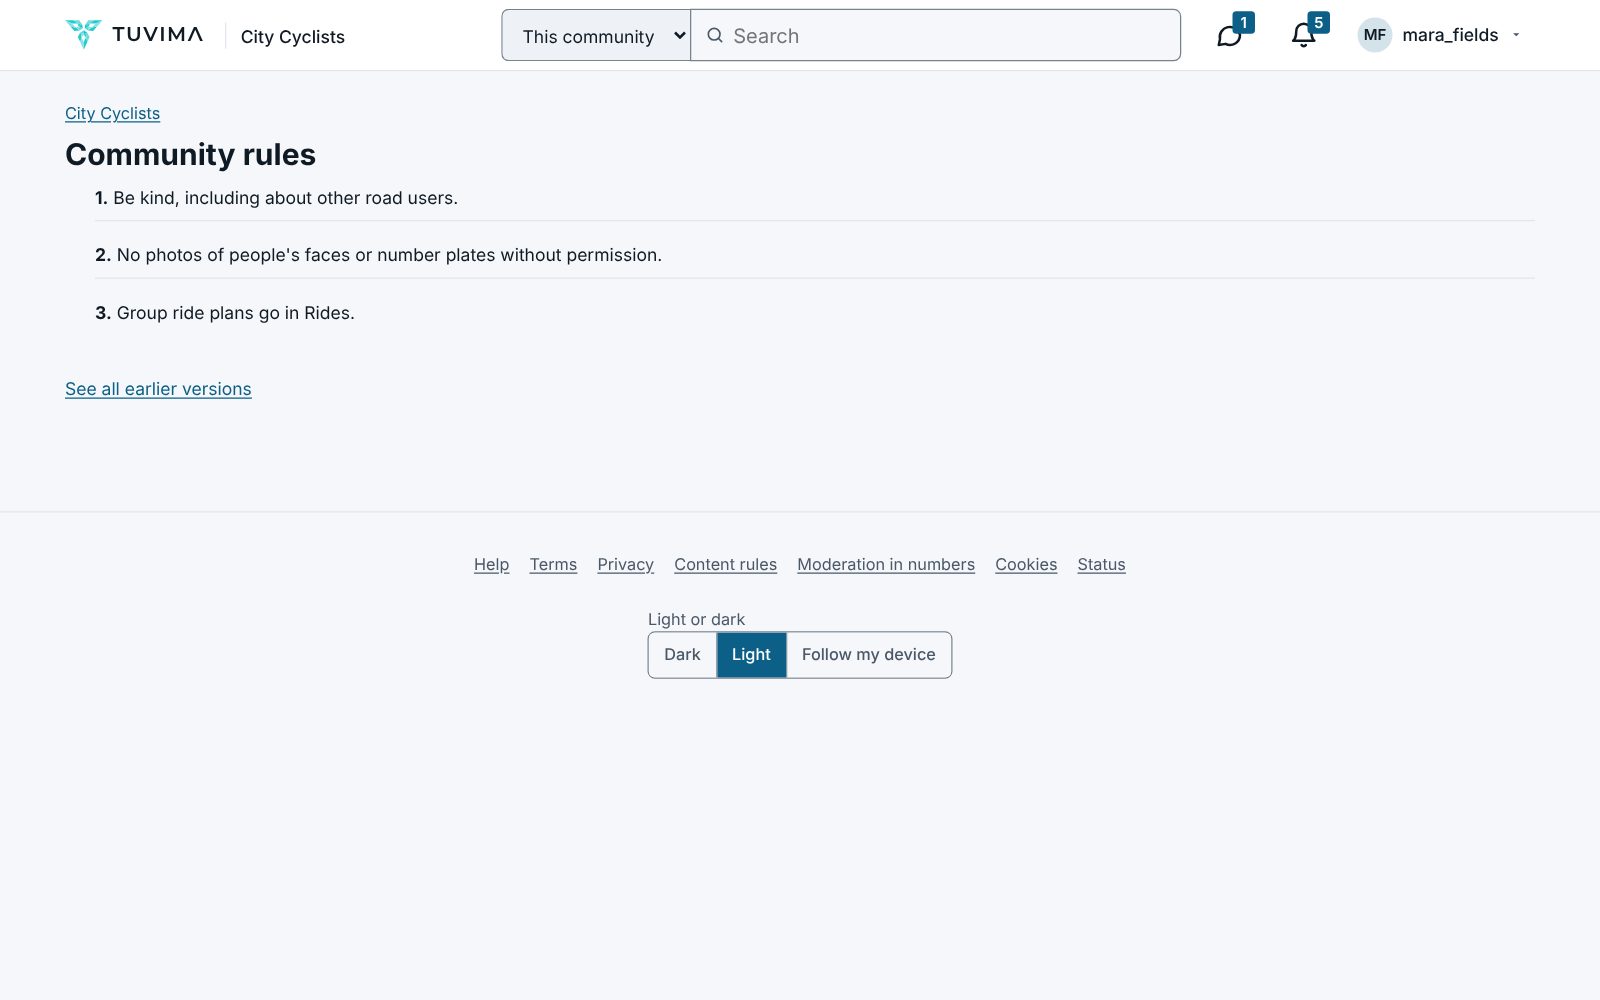 TUVIMA City Cyclists This community Search 1 5 MF mara_fields
City Cyclists
Community rules
1. Be kind, including about other road users.
2. No photos of people's faces or number plates without permission.
3. Group ride plans go in Rides.
See all earlier versions
Help Terms Privacy Content rules Moderation in numbers Cookies Status
Light or dark
Dark Light Follow my device